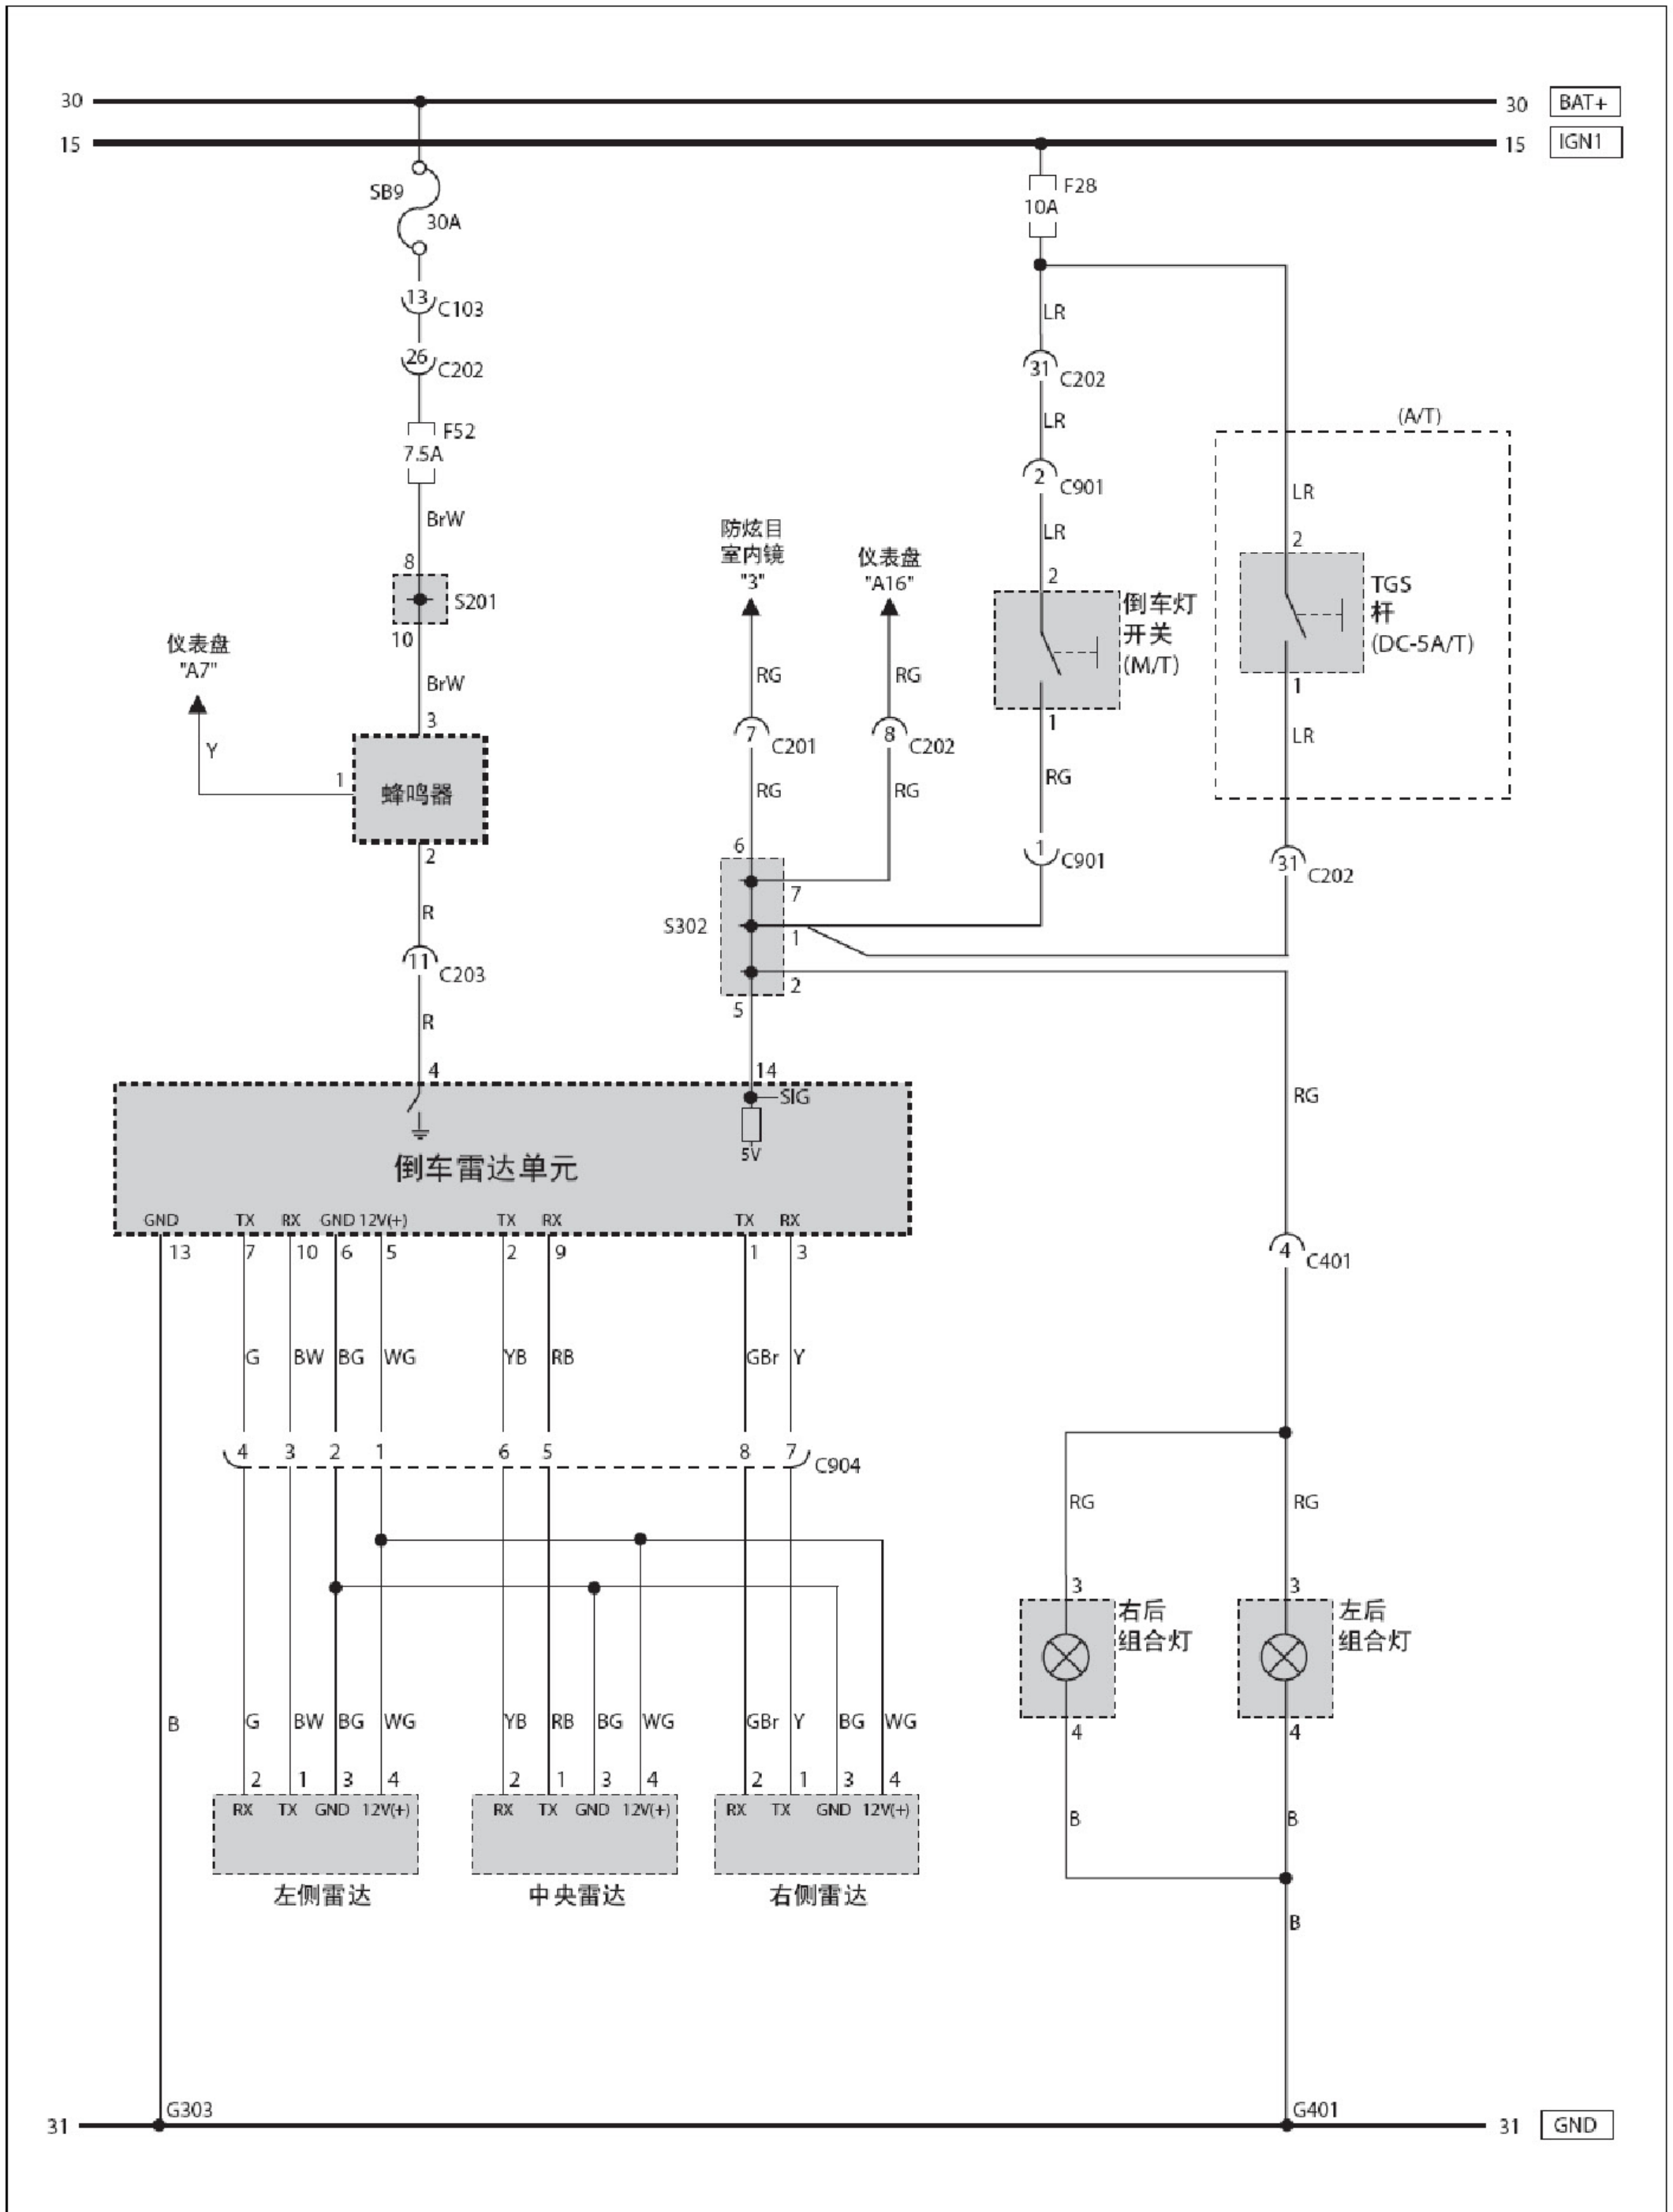 30
30
BAT+
15
15
IGN1
SB9
30A
F28
10A
13
C103
LR
26
C202
31
C202
F52
7.5A
LR
(A/T)
2
C901
LR
BrW
LR
防炫目
室内镜
"3"
仪表盘
"A16"
2
8
S201
10
2
倒车灯
开关
(M/T)
TGS
杆
(DC-5A/T)
仪表盘
"A7"
BrW
RG
RG
1
3
1
Y
7
C201
8
C202
LR
1
蜂鸣器
RG
RG
RG
2
6
1
C901
31
C202
7
R
S302
1
11
C203
2
5
R
4
14
SIG
5V
RG
倒车雷达单元
GND
TX
RX
GND
12V(+)
TX
RX
TX
RX
13
7
10
6
5
2
9
1
3
4
C401
G
BW
BG
WG
YB
RB
GBr
Y
4
3
2
1
6
5
8
7
C904
RG
RG
3
3
右后
组合灯
左后
组合灯
B
G
BW
BG
WG
YB
RB
BG
WG
GBr
Y
BG
WG
4
4
2
1
3
4
2
1
3
4
2
1
3
4
RX
TX
GND
12V(+)
RX
TX
GND
12V(+)
RX
TX
GND
12V(+)
B
B
左侧雷达
中央雷达
右侧雷达
B
G303
G401
31
31
GND